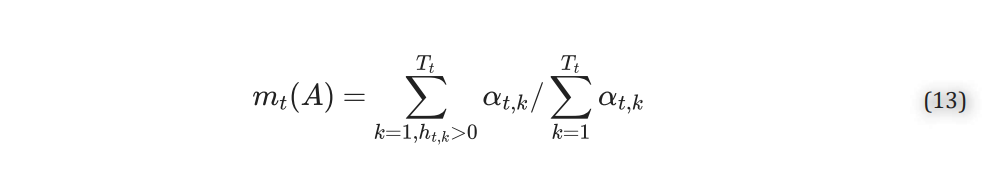 $$m_t(A) = \sum_{k=1,h_{t,k}>0}^{T_t} \alpha_{t,k} / \sum_{k=1}^{T_t} \alpha_{t,k}$$ (13)